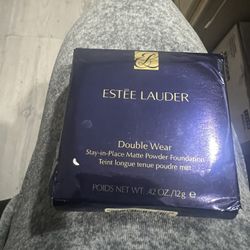 ESTĒE LAUDER
Double Wear
Stay-in-Place Matte Powder Foundation
Teint longue tenue poudre mat
POIDS NET WT. .42 OZ./12g ℮